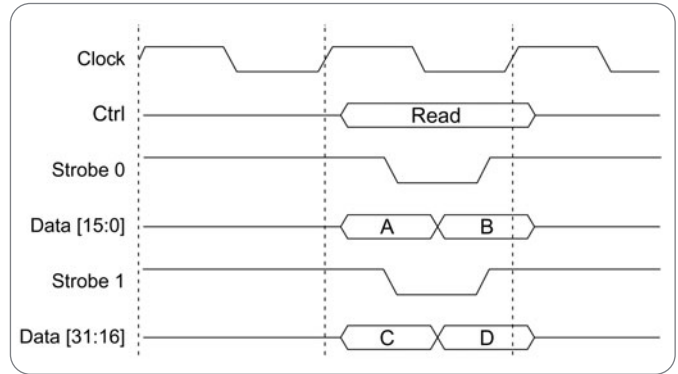 Clock
Ctrl Read
Strobe 0
Data [15:0] A B
Strobe 1
Data [31:16] C D